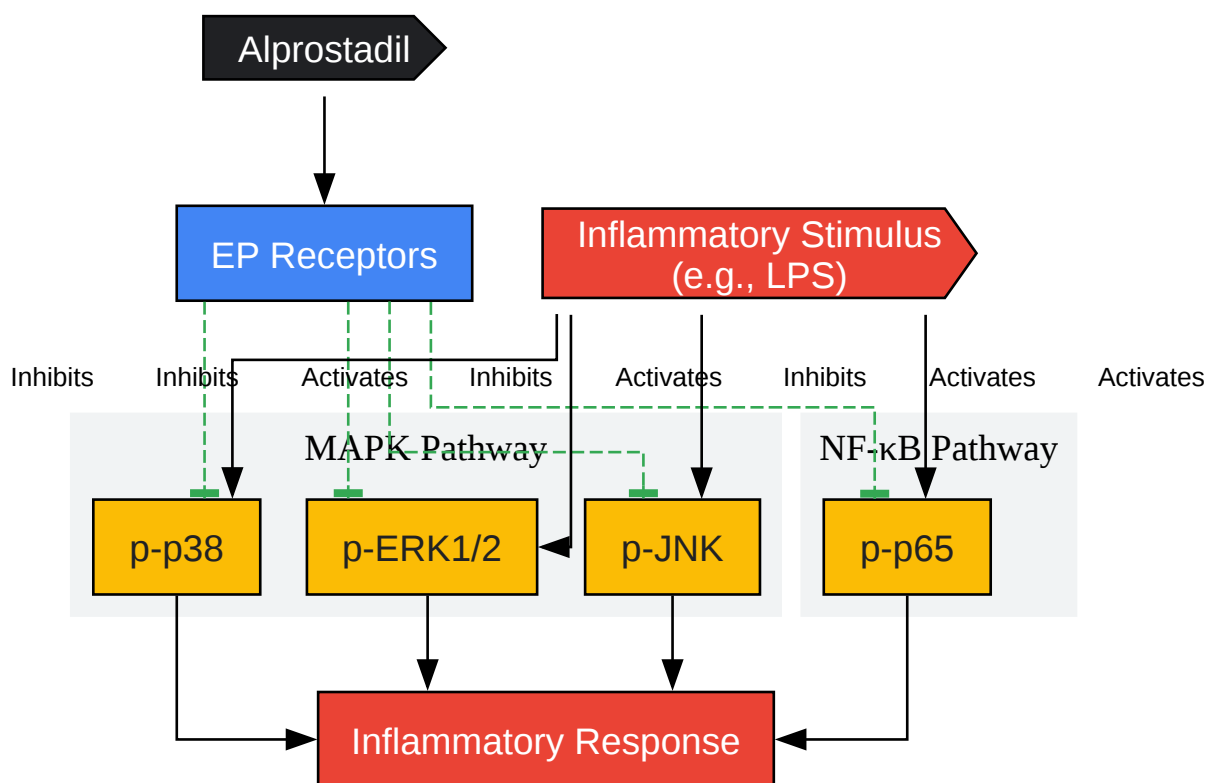 Alprostadil
EP Receptors
Inflammatory Stimulus
(e.g., LPS)
Inhibits
Inhibits
Activates
Inhibits
Activates
Inhibits
Activates
Activates
MAPK Pathway
NF-κB Pathway
p-p38
p-ERK1/2
p-JNK
p-p65
Inflammatory Response